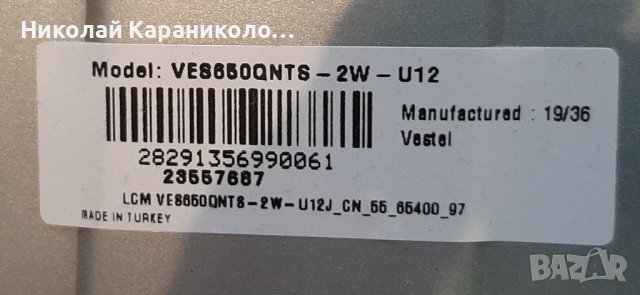 Николай Караниколо...
Model: VES650QNTS-2W-U12
Manufactured : 19/36
Vestel
28291356990061
23557687
LCM VES650QNTS-2W-U12J_CN_55_65400_97
MADE IN TURKEY
BAZAR